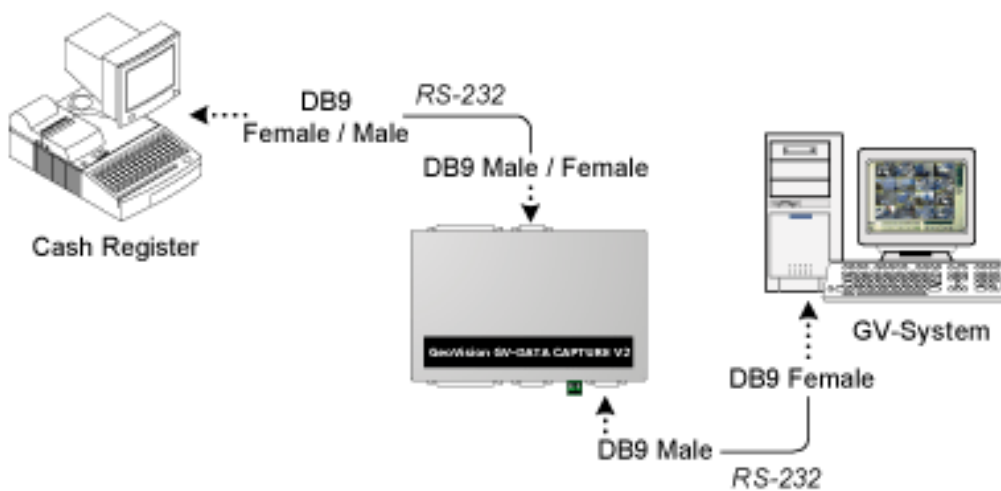 DB9
Female / Male
RS-232
DB9 Male / Female
Cash Register
GeoVision GV-DATA CAPTURE V2
GV-System
DB9 Female
DB9 Male
RS-232